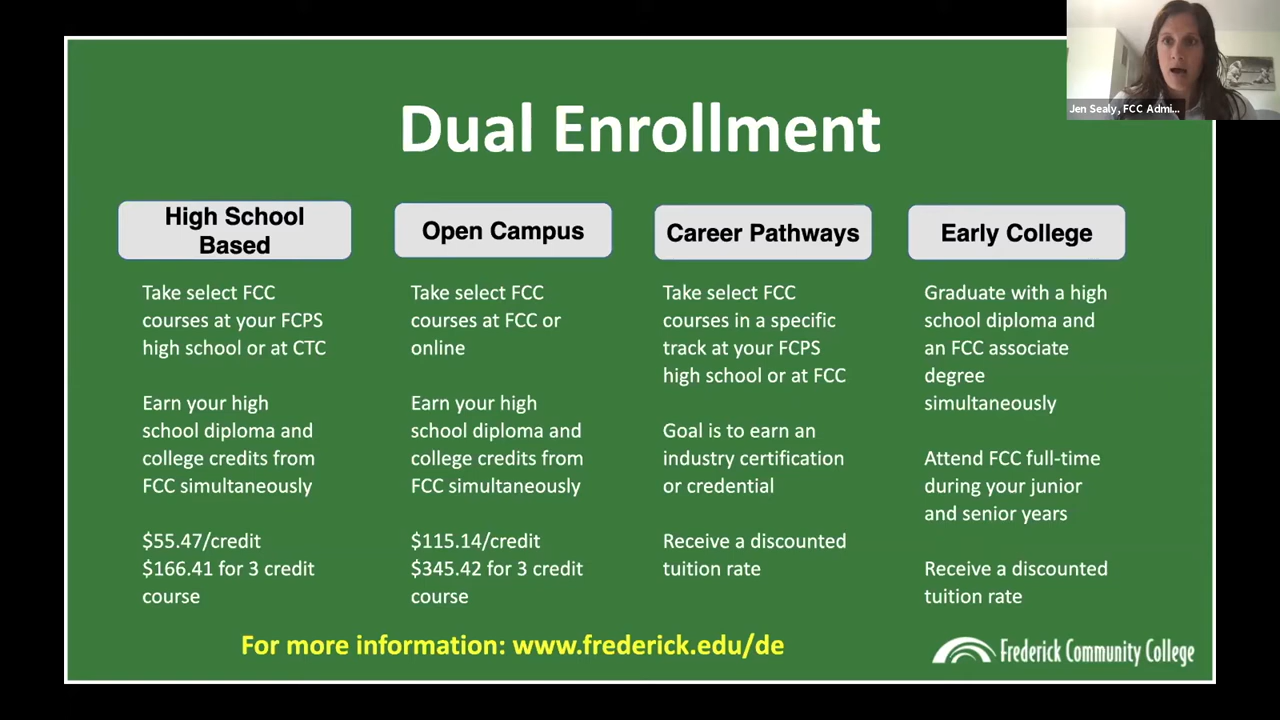 Jen Sealy, FCC Admi...
Dual Enrollment
High School
Based
Take select FCC
courses at your FCPS
high school or at CTC
Earn your high
school diploma and
college credits from
FCC simultaneously
$55.47/credit
$166.41 for 3 credit
course
Open Campus
Take select FCC
courses at FCC or
online
Earn your high
school diploma and
college credits from
FCC simultaneously
$115.14/credit
$345.42 for 3 credit
course
Career Pathways
Take select FCC
courses in a specific
track at your FCPS
high school or at FCC
Goal is to earn an
industry certification
or credential
Receive a discounted
tuition rate
Early College
Graduate with a high
school diploma and
an FCC associate
degree
simultaneously
Attend FCC full-time
during your junior
and senior years
Receive a discounted
tuition rate
For more information: www.frederick.edu/de
Frederick Community College